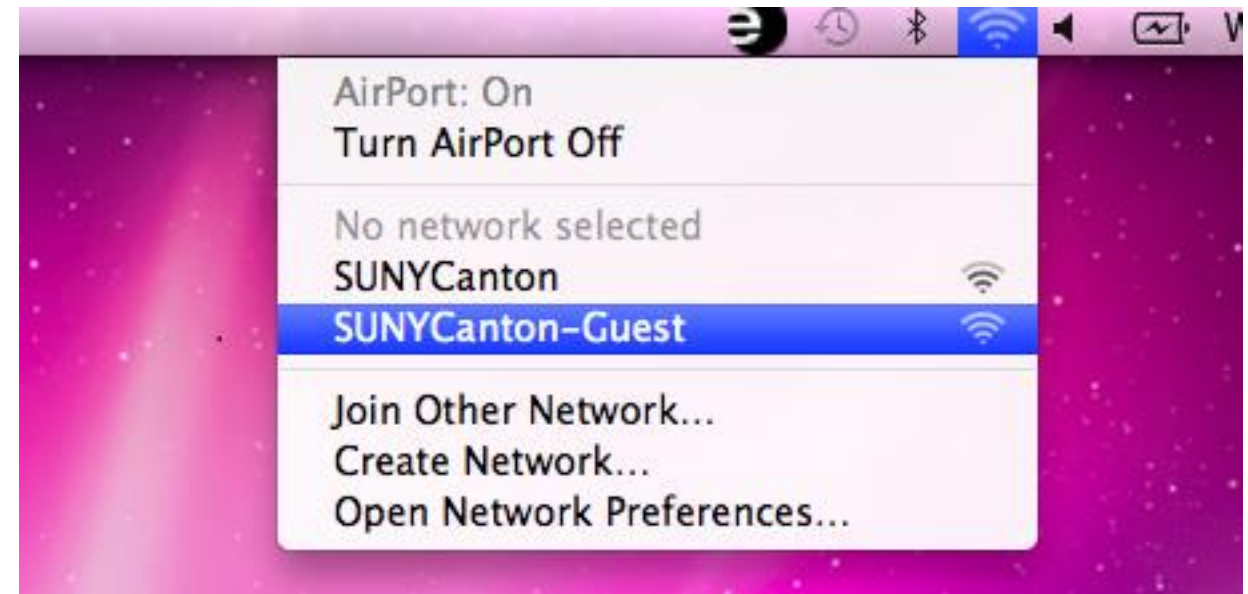 AirPort: On
Turn AirPort Off
No network selected
SUNYCanton
SUNYCanton-Guest
Join Other Network...
Create Network...
Open Network Preferences...